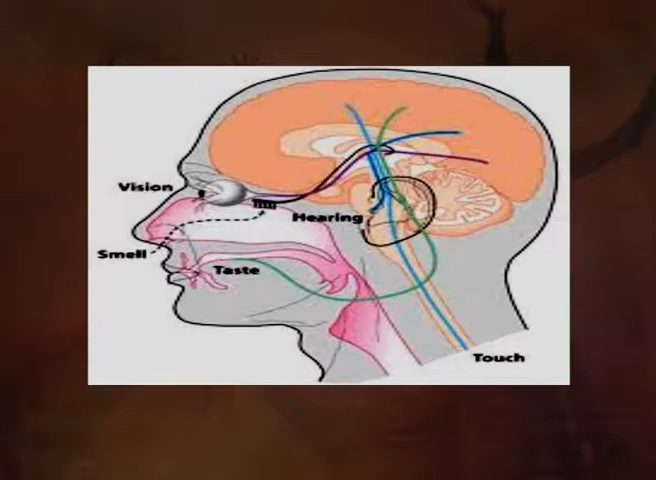 Vision
Hearing
Smell
Taste
Touch